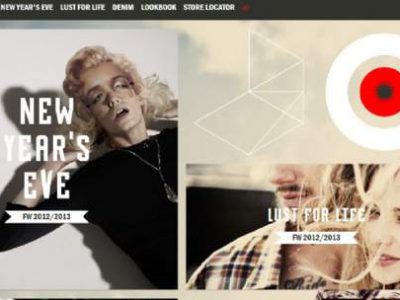 NEW YEAR'S EVE LUST FOR LIFE DENIM LOOKBOOK STORE LOCATOR
NEW
YEAR'S
EVE
FW 2012/2013
LUST FOR LIFE
FW 2012/2013